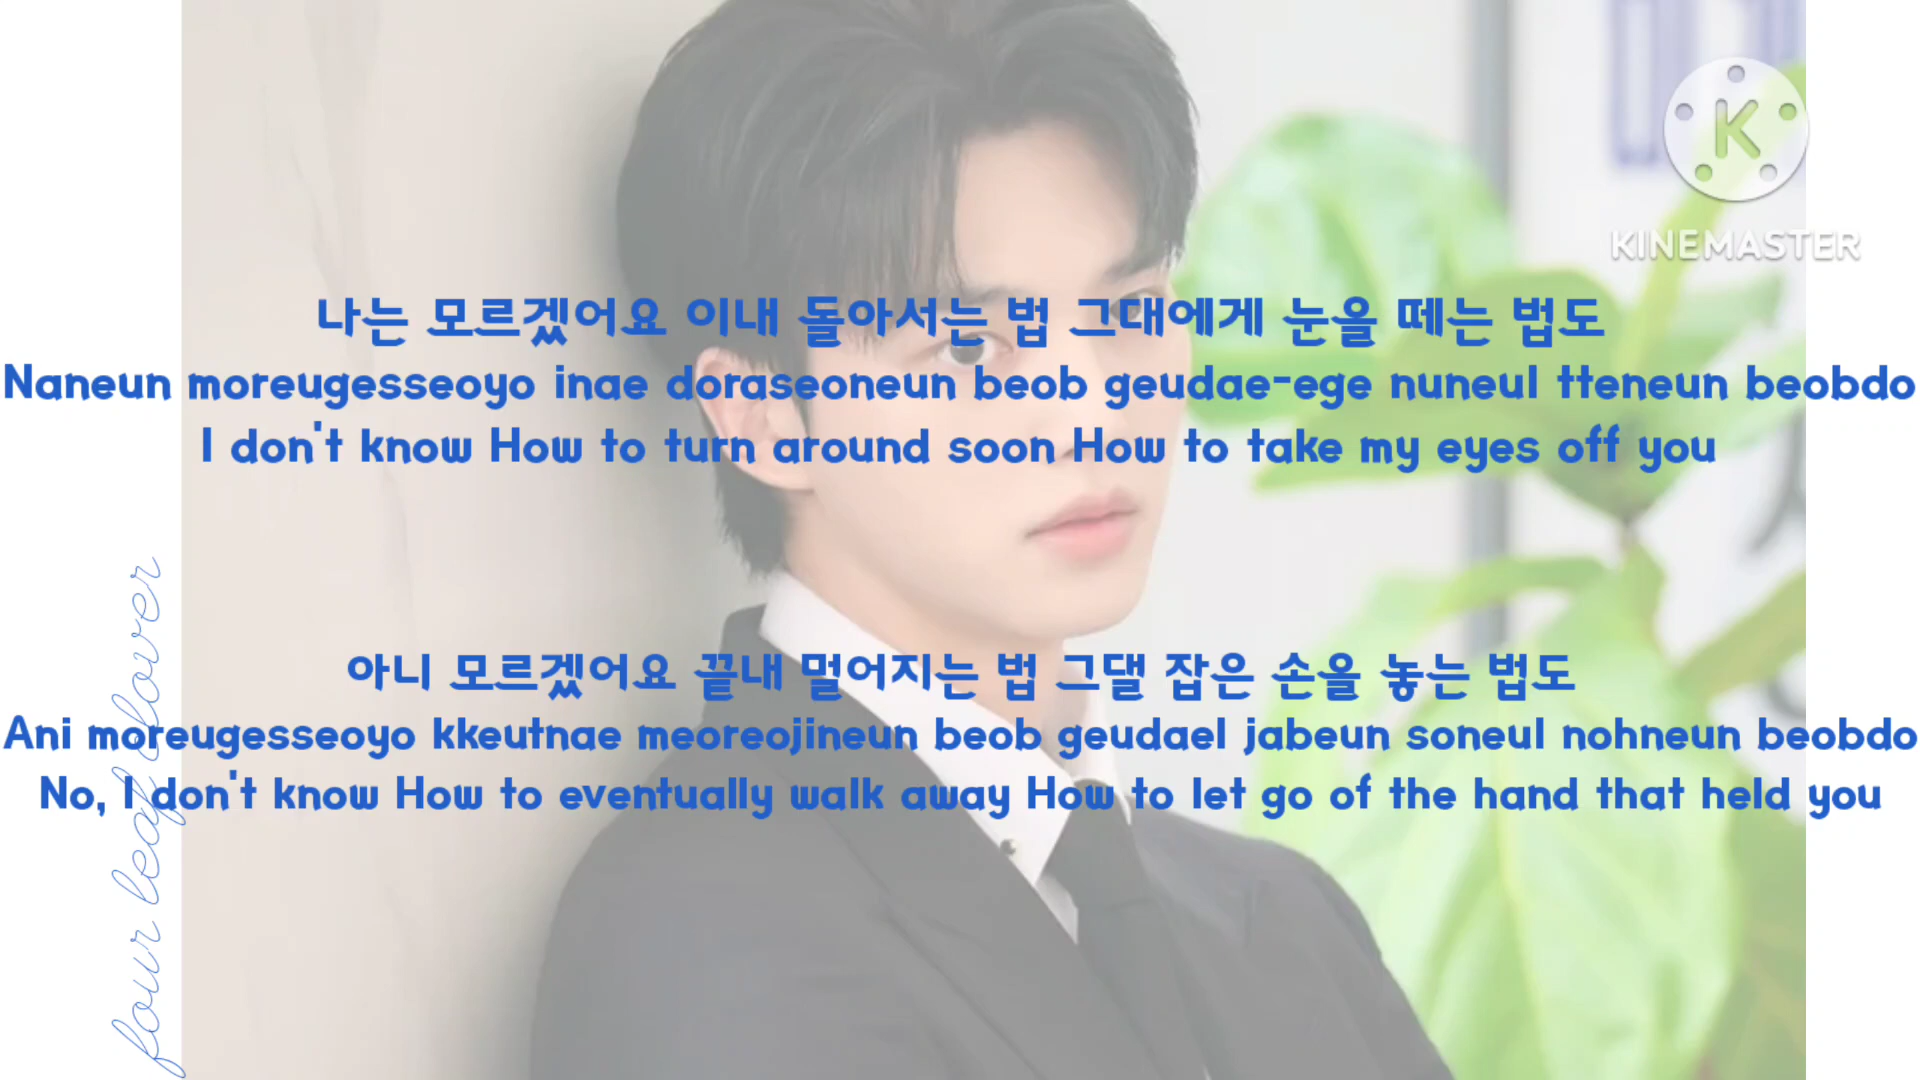 KINEMASTER
나는 모르겠어요 이내 돌아서는 법 그대에게 눈을 떼는 법도
Naneun moreugesseoyo inae doraseoneun beob geudae-ege nuneul tteneun beobdo
I don't know How to turn around soon How to take my eyes off you
아니 모르겠어요 끝내 멀어지는 법 그댈 잡은 손을 놓는 법도
Ani moreugesseoyo kkeutnae meoreojineun beob geudael jabeun soneul nohneun beobdo
No, I don't know How to eventually walk away How to let go of the hand that held you
four leaf lover